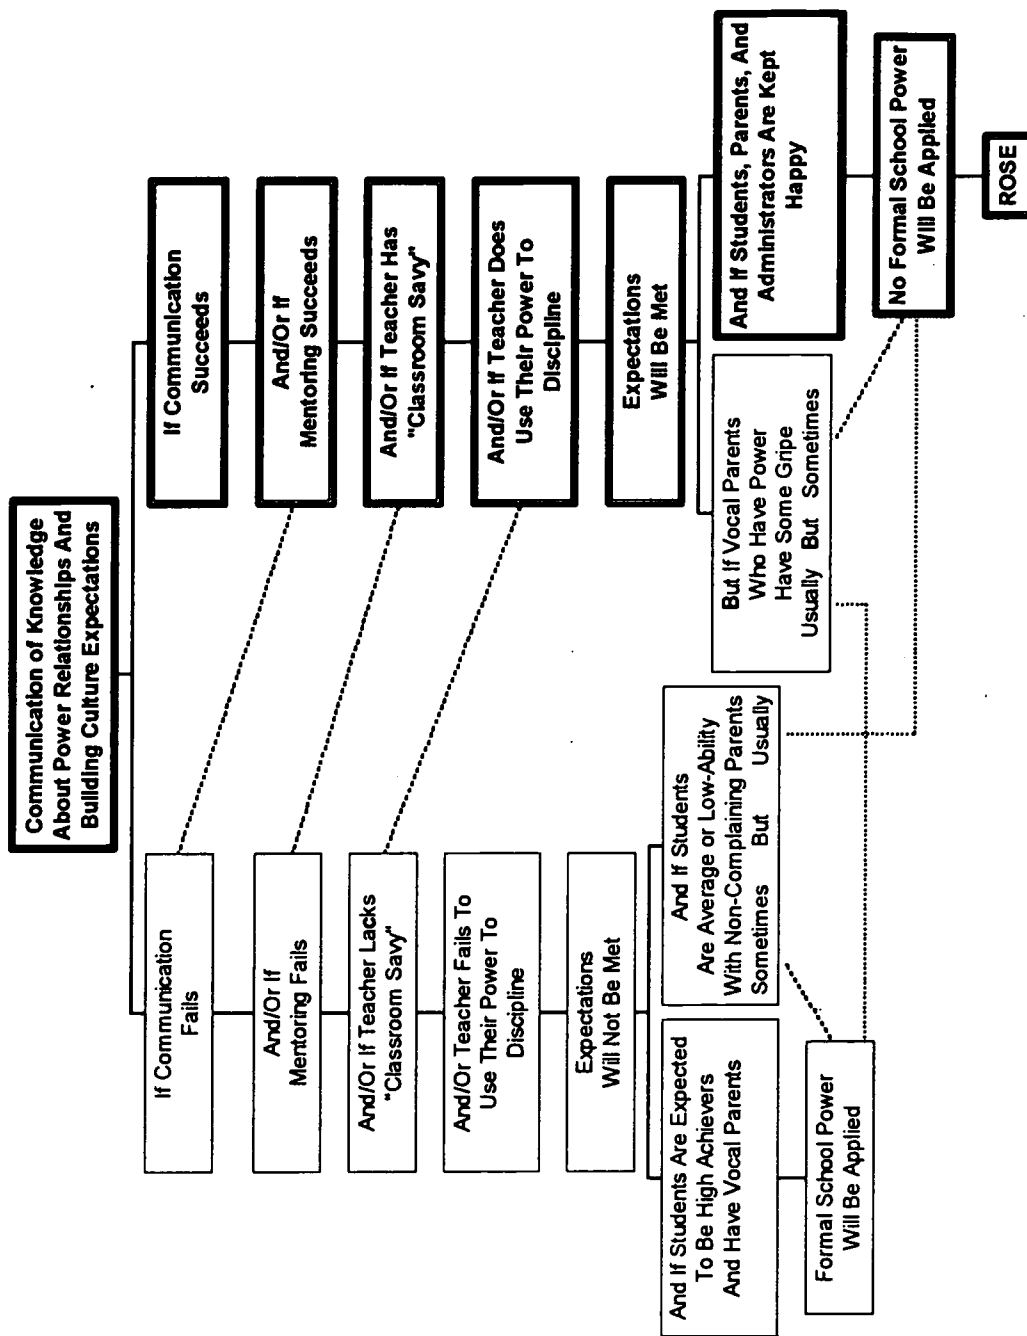 Communication of Knowledge
About Power Relationships And
Building Culture Expectations
If Communication
Fails
And/Or If
Mentoring Fails
And/Or If Teacher Lacks
"Classroom Savy"
And/Or Teacher Fails To
Use Their Power To
Discipline
Expectations
Will Not Be Met
And If Students Are Expected
To Be High Achievers
And Have Vocal Parents
And If Students
Are Average or Low-Ability
With Non-Complaining Parents
Sometimes But Usually
Formal School Power
Will Be Applied
If Communication
Succeeds
And/Or If
Mentoring Succeeds
And/Or If Teacher Has
"Classroom Savy"
And/Or If Teacher Does
Use Their Power To
Discipline
Expectations
Will Be Met
But If Vocal Parents
Who Have Power
Have Some Gripe
Usually But Sometimes
And If Students, Parents, And
Administrators Are Kept
Happy
No Formal School Power
Will Be Applied
ROSE